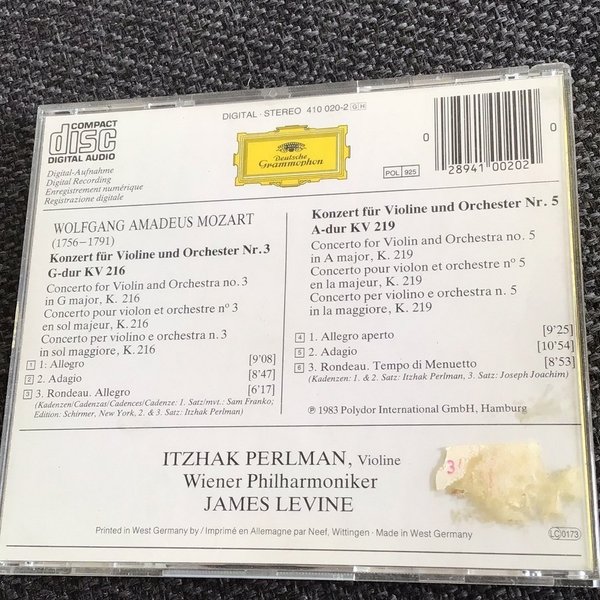 COMPACT
disc
DIGITAL AUDIO
DIGITAL · STEREO 410 020-2 GH
Deutsche
Grammophon
POL 925
0
28941 00202
0
Digital-Aufnahme
Digital Recording
Enregistrement numérique
Registrazione digitale
WOLFGANG AMADEUS MOZART
(1756–1791)
Konzert für Violine und Orchester Nr. 3
G-dur KV 216
Concerto for Violin and Orchestra no. 3
in G major, K. 216
Concerto pour violon et orchestre nº 3
en sol majeur, K. 216
Concerto per violino e orchestra n. 3
in sol maggiore, K. 216
1 1. Allegro [9'08]
2 2. Adagio [8'47]
3 3. Rondeau. Allegro [6'17]
(Kadenzen/Cadenzas/Cadences/Cadenze: 1. Satz/mvt.: Sam Franko;
Edition: Schirmer, New York, 2. & 3. Satz: Itzhak Perlman)
Konzert für Violine und Orchester Nr. 5
A-dur KV 219
Concerto for Violin and Orchestra no. 5
in A major, K. 219
Concerto pour violon et orchestre nº 5
en la majeur, K. 219
Concerto per violino e orchestra n. 5
in la maggiore, K. 219
4 1. Allegro aperto [9'25]
5 2. Adagio [10'54]
6 3. Rondeau. Tempo di Menuetto [8'53]
(Kadenzen: 1. & 2. Satz: Itzhak Perlman, 3. Satz: Joseph Joachim)
℗ 1983 Polydor International GmbH, Hamburg
ITZHAK PERLMAN, Violine
Wiener Philharmoniker
JAMES LEVINE
3
Printed in West Germany by / Imprimé en Allemagne par Neef, Wittingen · Made in West Germany
LC 0173